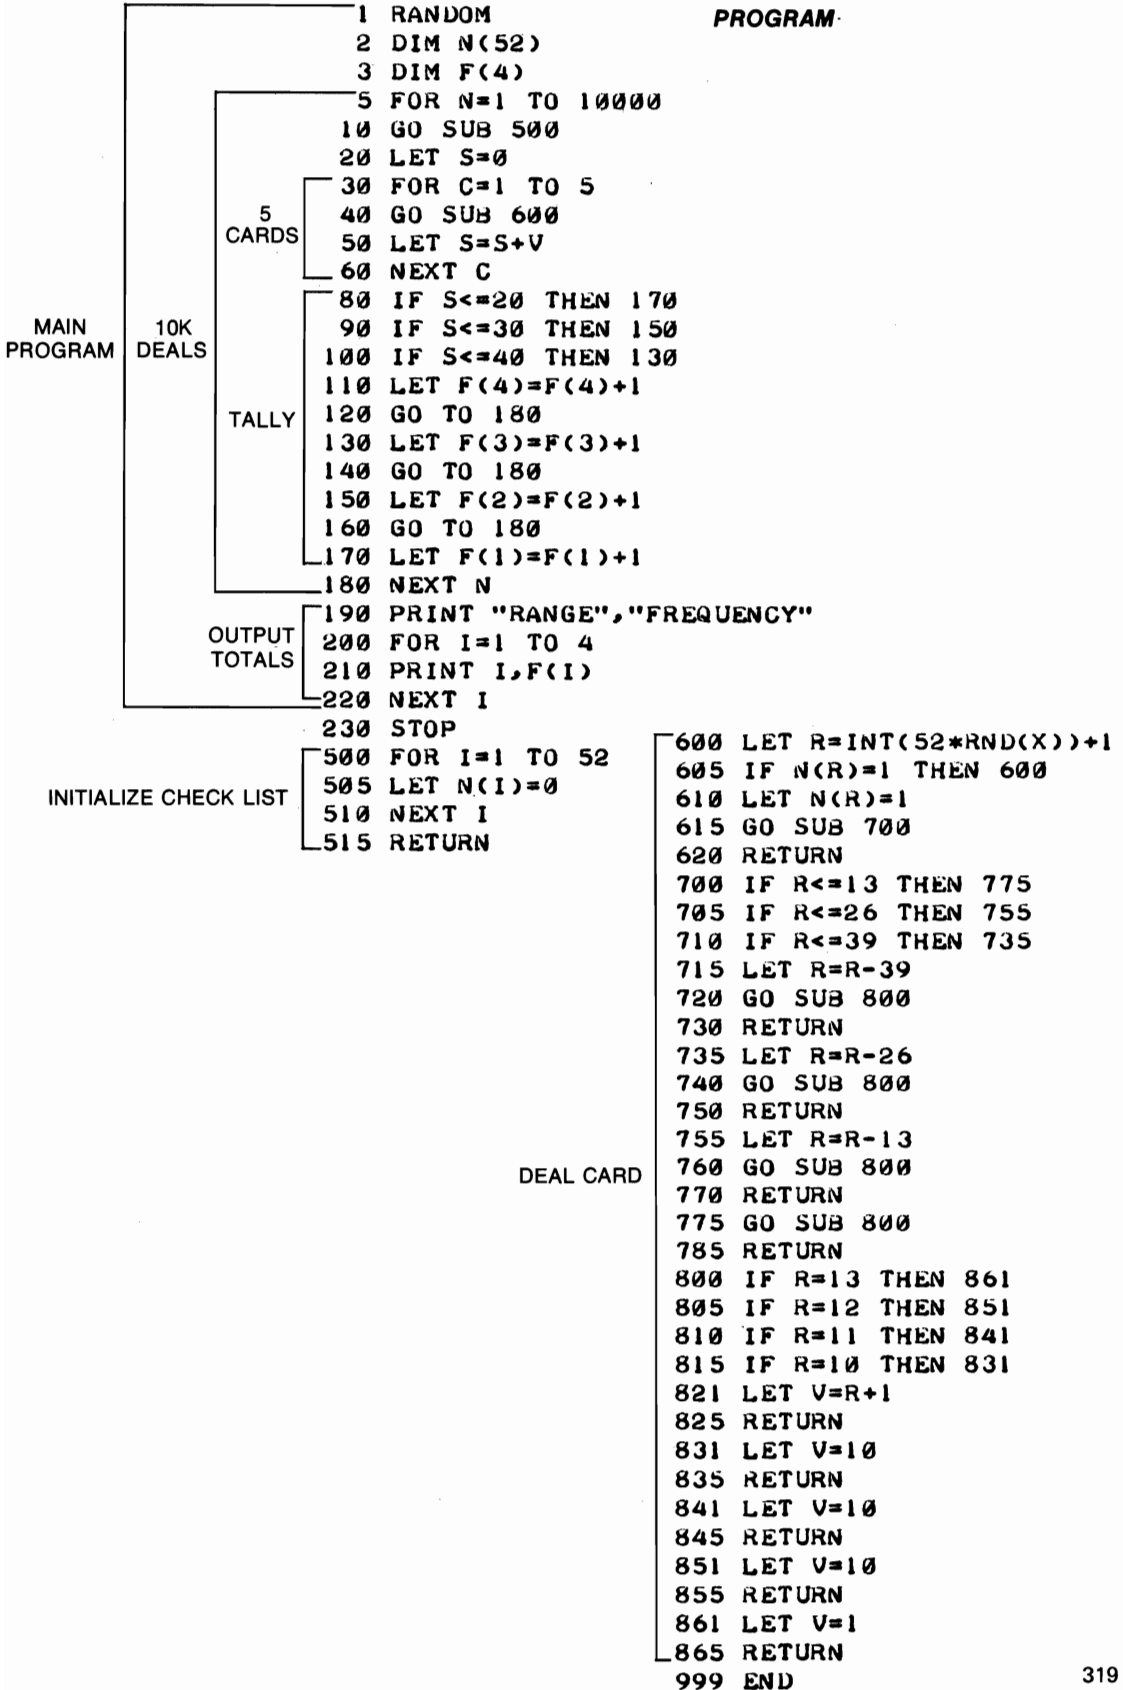 PROGRAM
1 RANDOM
2 DIM N(52)
3 DIM F(4)
5 FOR N=1 TO 10000
10 GO SUB 500
20 LET S=0
30 FOR C=1 TO 5
40 GO SUB 600
50 LET S=S+V
60 NEXT C
80 IF S<=20 THEN 170
90 IF S<=30 THEN 150
100 IF S<=40 THEN 130
110 LET F(4)=F(4)+1
120 GO TO 180
130 LET F(3)=F(3)+1
140 GO TO 180
150 LET F(2)=F(2)+1
160 GO TO 180
170 LET F(1)=F(1)+1
180 NEXT N
190 PRINT "RANGE","FREQUENCY"
200 FOR I=1 TO 4
210 PRINT I,F(I)
220 NEXT I
230 STOP
500 FOR I=1 TO 52
505 LET N(I)=0
510 NEXT I
515 RETURN
MAIN
PROGRAM
10K
DEALS
5
CARDS
TALLY
OUTPUT
TOTALS
INITIALIZE CHECK LIST
DEAL CARD
600 LET R=INT(52*RND(X))+1
605 IF N(R)=1 THEN 600
610 LET N(R)=1
615 GO SUB 700
620 RETURN
700 IF R<=13 THEN 775
705 IF R<=26 THEN 755
710 IF R<=39 THEN 735
715 LET R=R-39
720 GO SUB 800
730 RETURN
735 LET R=R-26
740 GO SUB 800
750 RETURN
755 LET R=R-13
760 GO SUB 800
770 RETURN
775 GO SUB 800
785 RETURN
800 IF R=13 THEN 861
805 IF R=12 THEN 851
810 IF R=11 THEN 841
815 IF R=10 THEN 831
821 LET V=R+1
825 RETURN
831 LET V=10
835 RETURN
841 LET V=10
845 RETURN
851 LET V=10
855 RETURN
861 LET V=1
865 RETURN
999 END
319